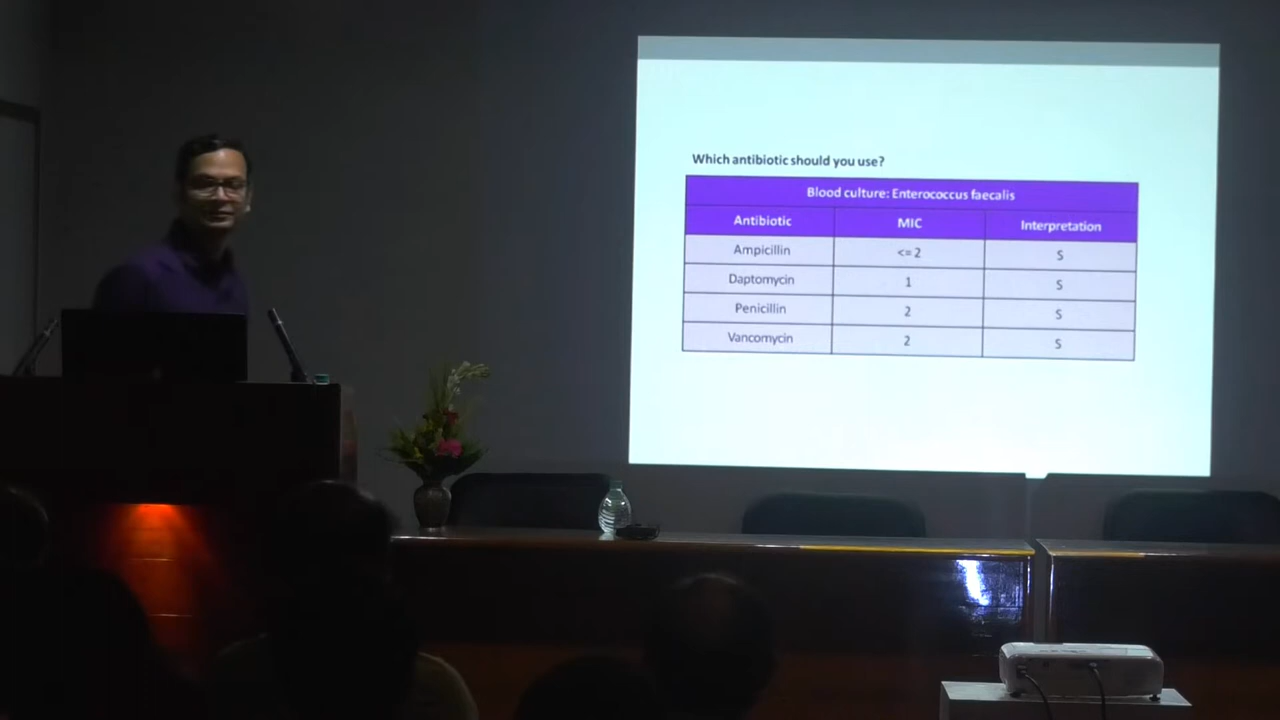 Which antibiotic should you use?
Blood culture: Enterococcus faecalis
Antibiotic MIC Interpretation
Ampicillin <= 2 S
Daptomycin 1 S
Penicillin 2 S
Vancomycin 2 S